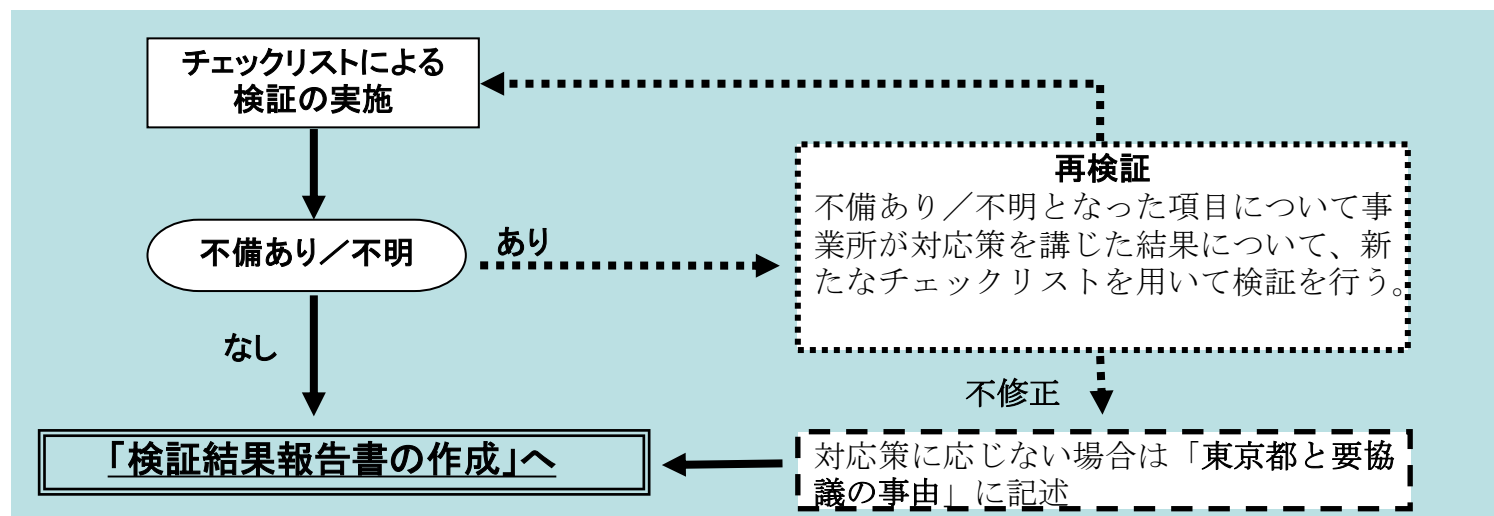 チェックリストによる
検証の実施
再検証
不備あり／不明となった項目について事
業所が対応策を講じた結果について、新
たなチェックリストを用いて検証を行う。
不備あり／不明
あり
なし
不修正
「検証結果報告書の作成」へ
対応策に応じない場合は「東京都と要協
議の事由」に記述